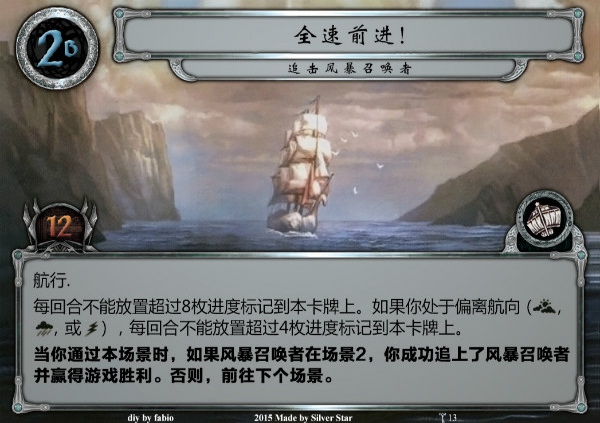 2B
全速前进!
追击风暴召唤者
12
航行.
每回合不能放置超过8枚进度标记到本卡牌上。如果你处于偏离航向 ( ,
, 或 ) , 每回合不能放置超过4枚进度标记到本卡牌上。
当你通过本场景时，如果风暴召唤者在场景2，你成功追上了风暴召唤者
并赢得游戏胜利。否则，前往下个场景。
diy by fabio 2015 Made by Silver Star 13